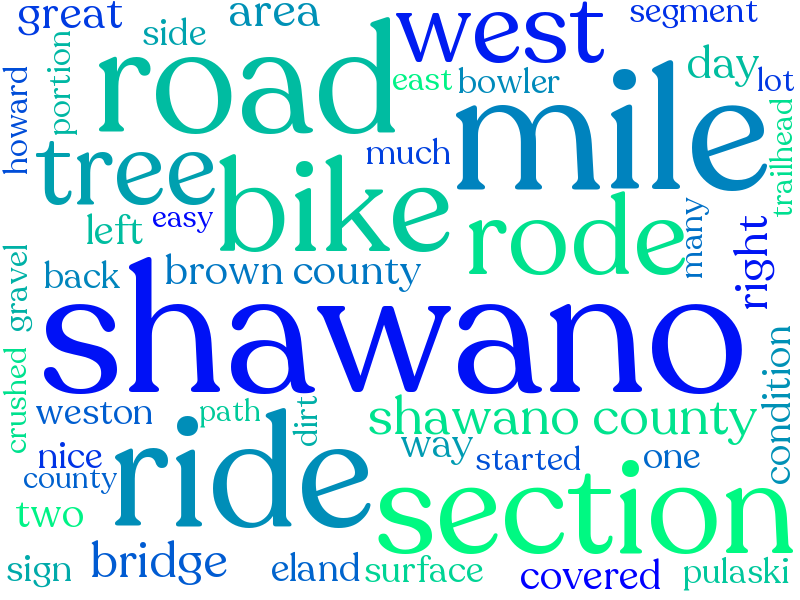 great
area
segment
side
west
portion
road
day
east
bowler
lot
howard
mile
trailhead
tree
much
bike
easy
left
rode
many
right
back
brown county
gravel
shawano
crushed
condition
weston
path
dirt
shawano county
way
nice
ride
started
one
county
section
two
bridge
sign
eland
surface
covered
pulaski